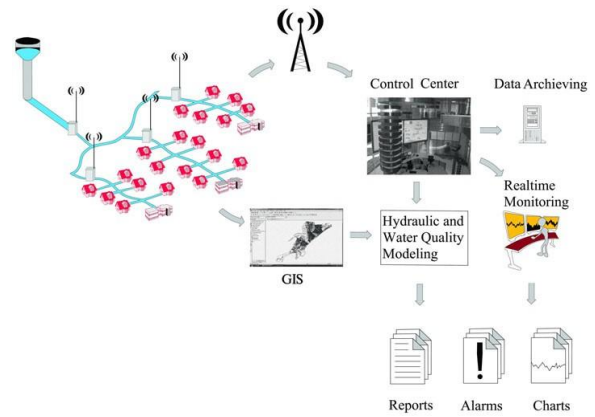 Control Center
Data Archieving
Realtime
Monitoring
Hydraulic and
Water Quality
Modeling
GIS
Reports
Alarms
Charts